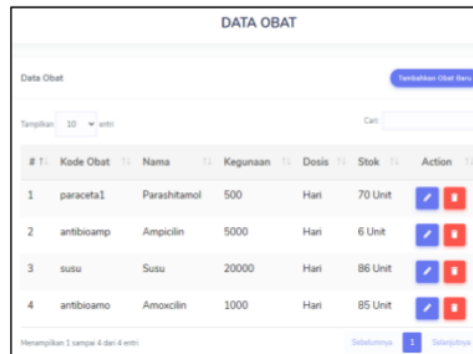 DATA OBAT
Data Obat
Tambahkan Obat Baru
Tampilkan 10 entri
Cari:
# Kode Obat Nama Kegunaan Dosis Stok Action
1 paraceta1 Parashitamol 500 Hari 70 Unit
2 antibioamp Ampicilin 5000 Hari 6 Unit
3 susu Susu 20000 Hari 86 Unit
4 antibioamo Amoxcilin 1000 Hari 85 Unit
Menampilkan 1 sampai 4 dari 4 entri
Sebelumnya 1 Selanjutnya